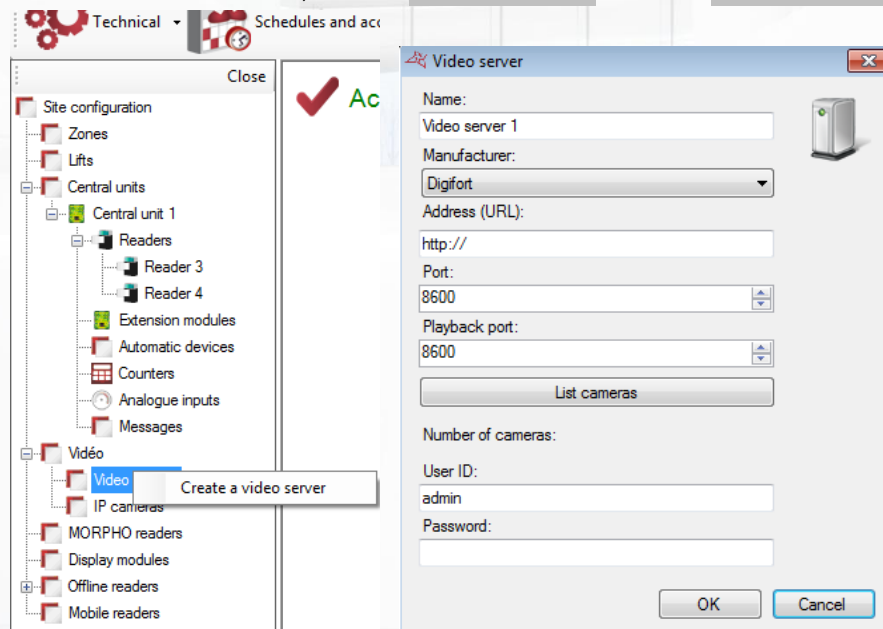 Technical
Schedules and acc
Close
Ac
Site configuration
Zones
Lifts
Central units
Central unit 1
Readers
Reader 3
Reader 4
Extension modules
Automatic devices
Counters
Analogue inputs
Messages
Vidéo
Video
Create a video server
IP cameras
MORPHO readers
Display modules
Offline readers
Mobile readers
Video server
Name:
Video server 1
Manufacturer:
Digifort
Address (URL):
http://
Port:
8600
Playback port:
8600
List cameras
Number of cameras:
User ID:
admin
Password:
OK
Cancel